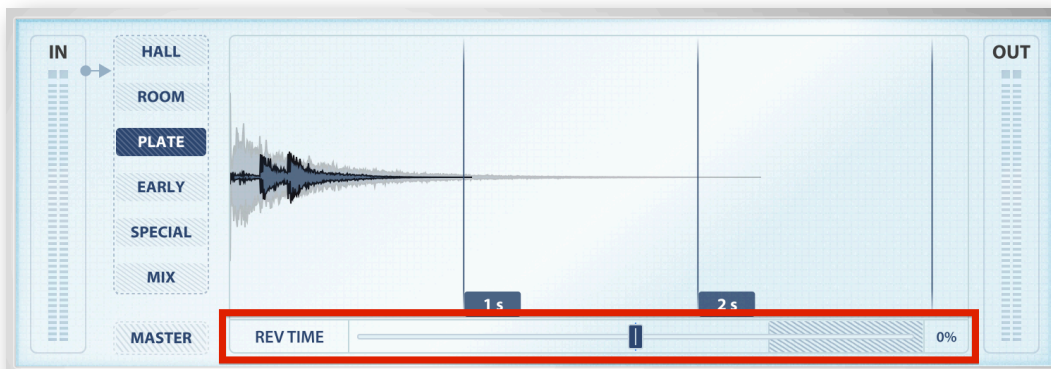 IN
HALL
ROOM
PLATE
EARLY
SPECIAL
MIX
MASTER
1 s
2 s
REV TIME
0%
OUT